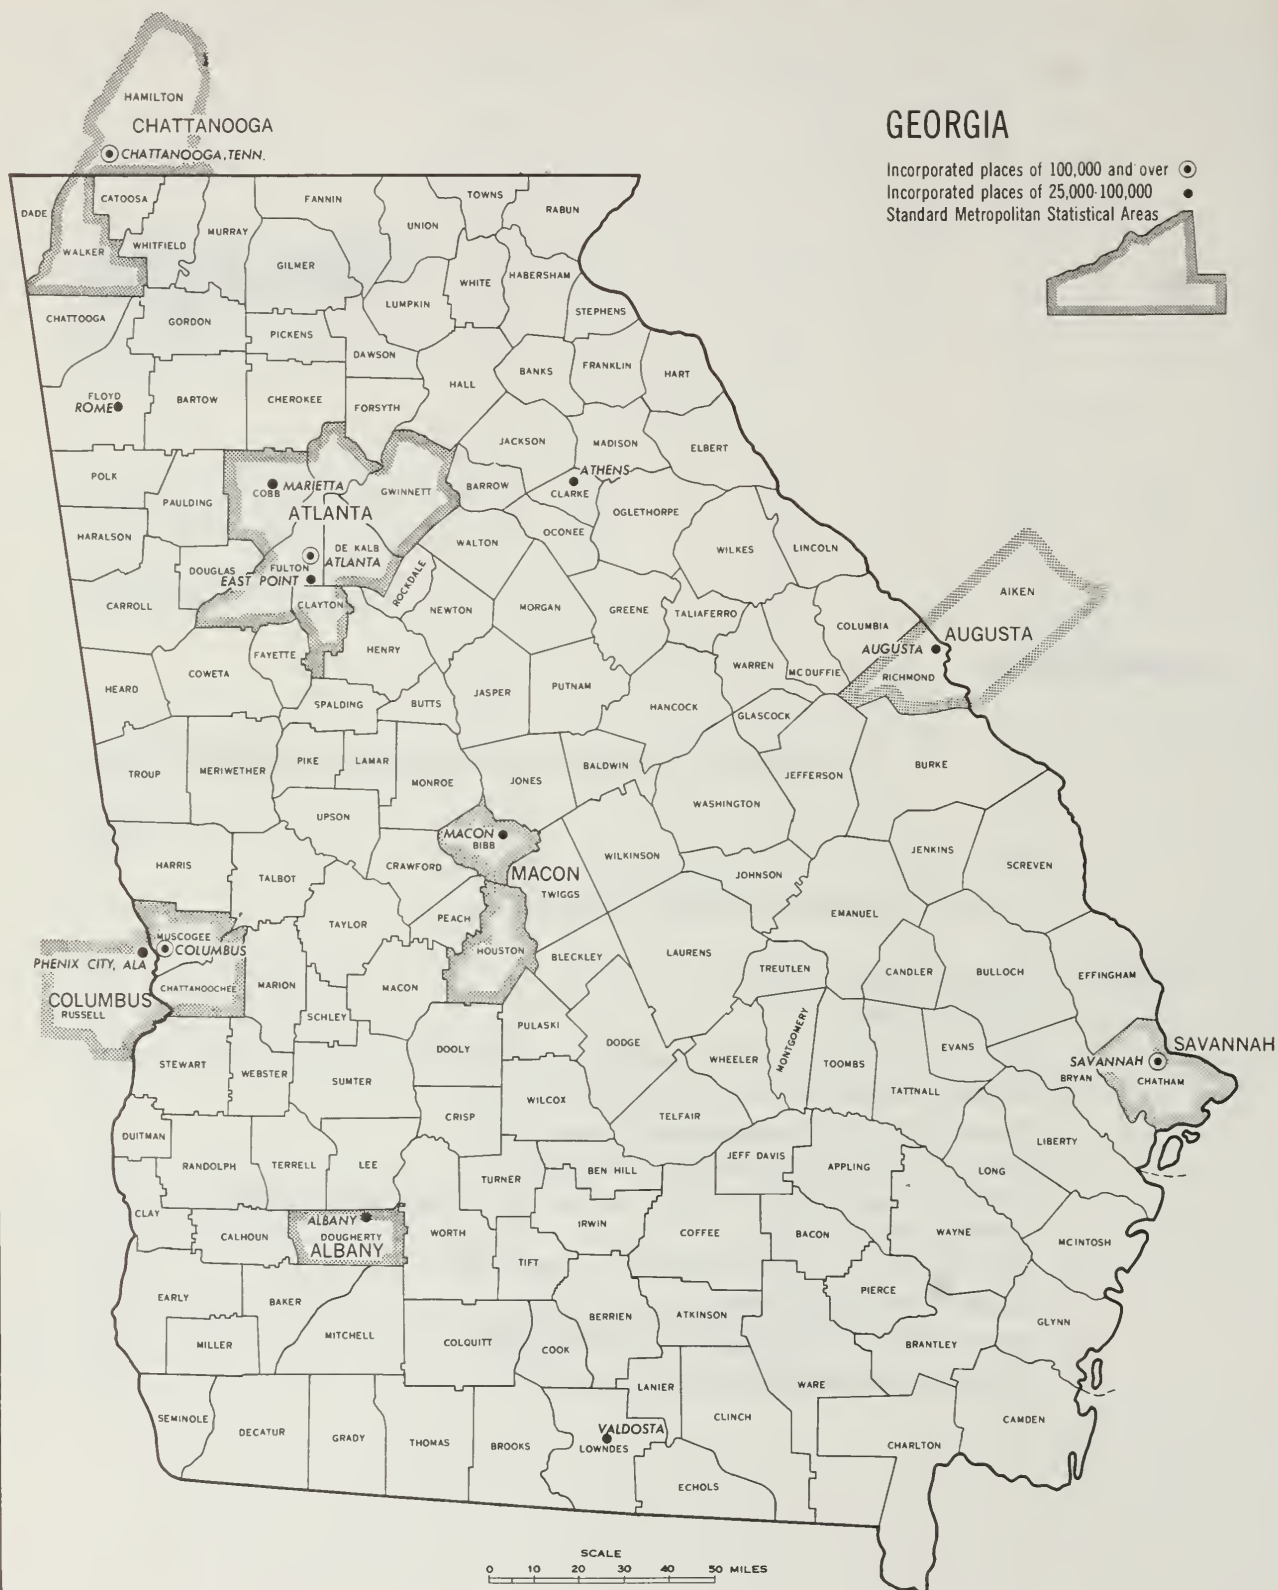 HAMILTON
CHATTANOOGA
CHATTANOOGA, TENN.
GEORGIA
Incorporated places of 100,000 and over
Incorporated places of 25,000-100,000
Standard Metropolitan Statistical Areas
DADE
CATOOSA
WALKER
WHITFIELD
MURRAY
FANNIN
GILMER
UNION
TOWNS
RABUN
WHITE
HABERSHAM
LUMPKIN
STEPHENS
CHATTOOGA
GORDON
PICKENS
DAWSON
HALL
BANKS
FRANKLIN
HART
FLOYD
ROME
BARTOW
CHEROKEE
FORSYTH
JACKSON
MADISON
ELBERT
POLK
PAULDING
COBB
MARIETTA
GWINNETT
BARROW
ATHENS
CLARKE
ATLANTA
OGLETHORPE
OCONEE
HARALSON
DOUGLAS
FULTON
DE KALB
ATLANTA
EAST POINT
ROCKDALE
WALTON
WILKES
LINCOLN
CARROLL
CLAYTON
NEWTON
MORGAN
GREENE
TALIAFERRO
COLUMBIA
AIKEN
AUGUSTA
AUGUSTA
RICHMOND
HEARD
COWETA
FAYETTE
HENRY
SPALDING
BUTTS
JASPER
PUTNAM
HANCOCK
WARREN
MC DUFFIE
GLASCOCK
TROUP
MERIWETHER
PIKE
LAMAR
MONROE
JONES
BALDWIN
WASHINGTON
JEFFERSON
BURKE
UPSON
MACON
BIBB
MACON
HARRIS
TALBOT
CRAWFORD
TWIGGS
WILKINSON
JOHNSON
JENKINS
SCREVEN
TAYLOR
PEACH
EMANUEL
MUSCOGEE
COLUMBUS
PHENIX CITY, ALA
CHATTAHOOCHEE
COLUMBUS
RUSSELL
MARION
MACON
HOUSTON
BLECKLEY
LAURENS
TREUTLEN
CANDLER
BULLOCH
EFFINGHAM
SCHLEY
DOOLY
PULASKI
DODGE
WHEELER
MONTGOMERY
TOOMBS
EVANS
TATTNALL
SAVANNAH
SAVANNAH
BRYAN
CHATHAM
STEWART
WEBSTER
SUMTER
CRISP
WILCOX
TELFAIR
LIBERTY
DUITMAN
RANDOLPH
TERRELL
LEE
TURNER
BEN HILL
JEFF DAVIS
APPLING
LONG
CLAY
CALHOUN
ALBANY
DOUGHERTY
ALBANY
WORTH
IRWIN
TIFT
COFFEE
BACON
WAYNE
MCINTOSH
EARLY
BAKER
MITCHELL
MILLER
COLQUITT
COOK
BERRIEN
ATKINSON
PIERCE
BRANTLEY
GLYNN
LANIER
WARE
SEMINOLE
DECATUR
GRADY
THOMAS
BROOKS
VALDOSTA
LOWNDES
CLINCH
ECHOLS
CHARLTON
CAMDEN
SCALE
0 10 20 30 40 50 MILES